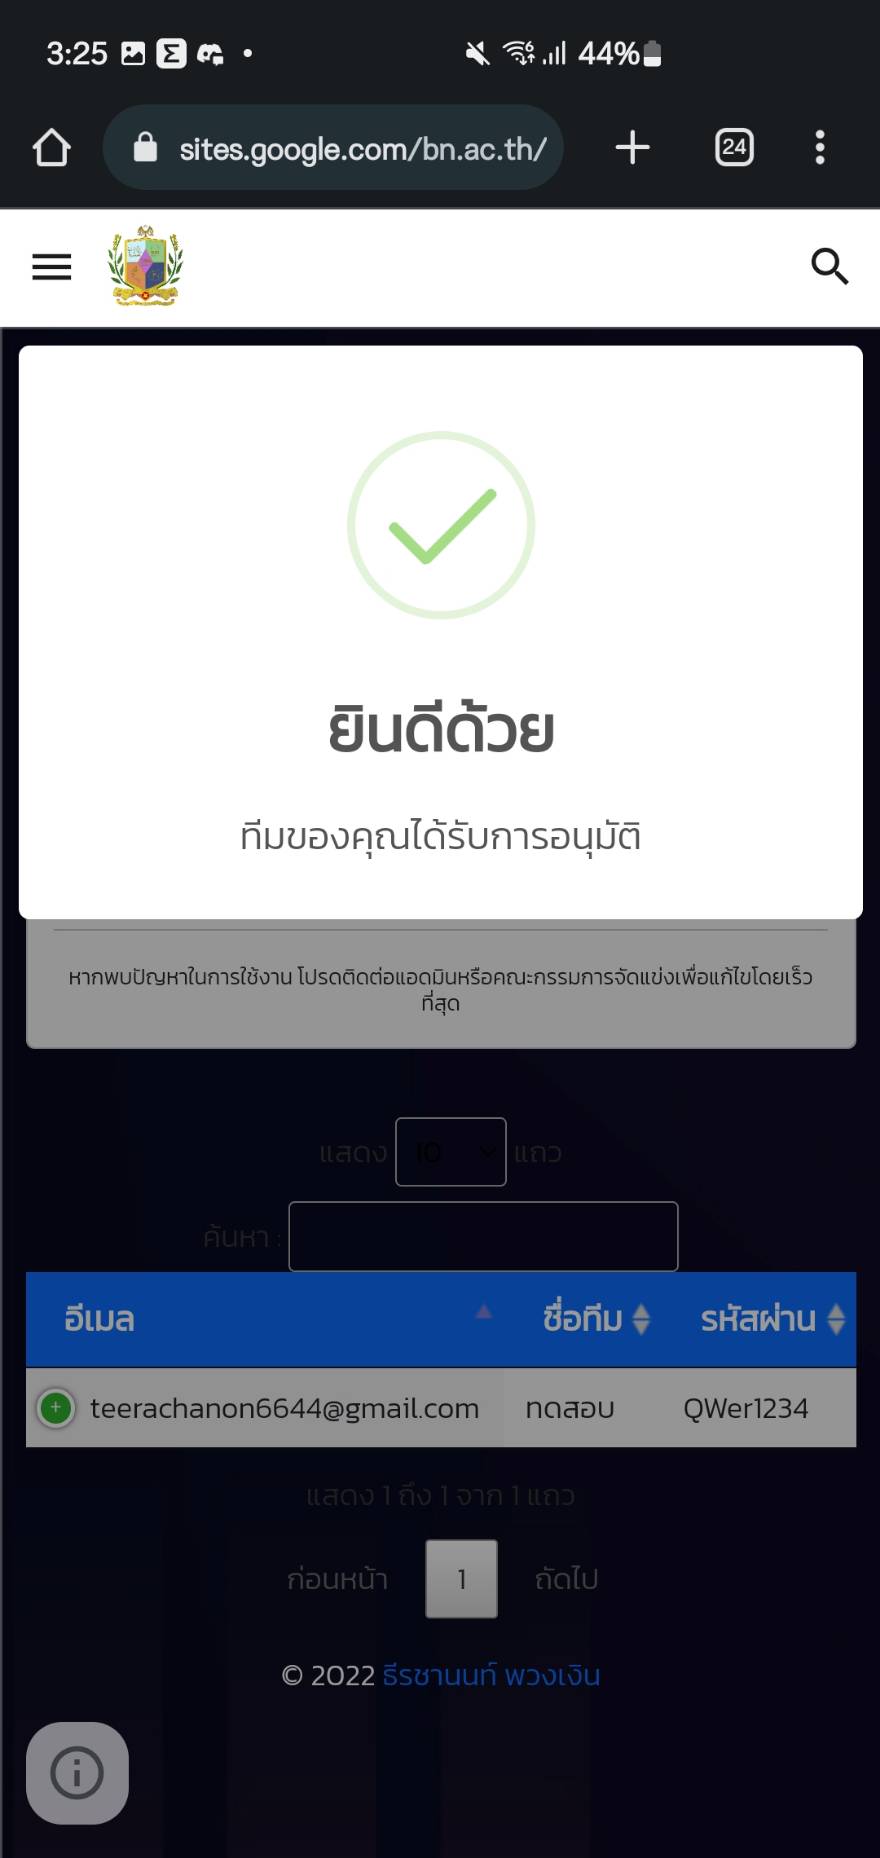 3:25
44%
sites.google.com/bn.ac.th/
24
ยินดีด้วย
ทีมของคุณได้รับการอนุมัติ
หากพบปัญหาในการใช้งาน โปรดติดต่อแอดมินหรือคณะกรรมการจัดแข่งเพื่อแก้ไขโดยเร็ว
ที่สุด
แสดง 10 แถว
ค้นหา :
อีเมล ชื่อทีม รหัสผ่าน
teerachanon6644@gmail.com ทดสอบ QWer1234
แสดง 1 ถึง 1 จาก 1 แถว
ก่อนหน้า 1 ถัดไป
© 2022 ธีรชานนท์ พวงเงิน